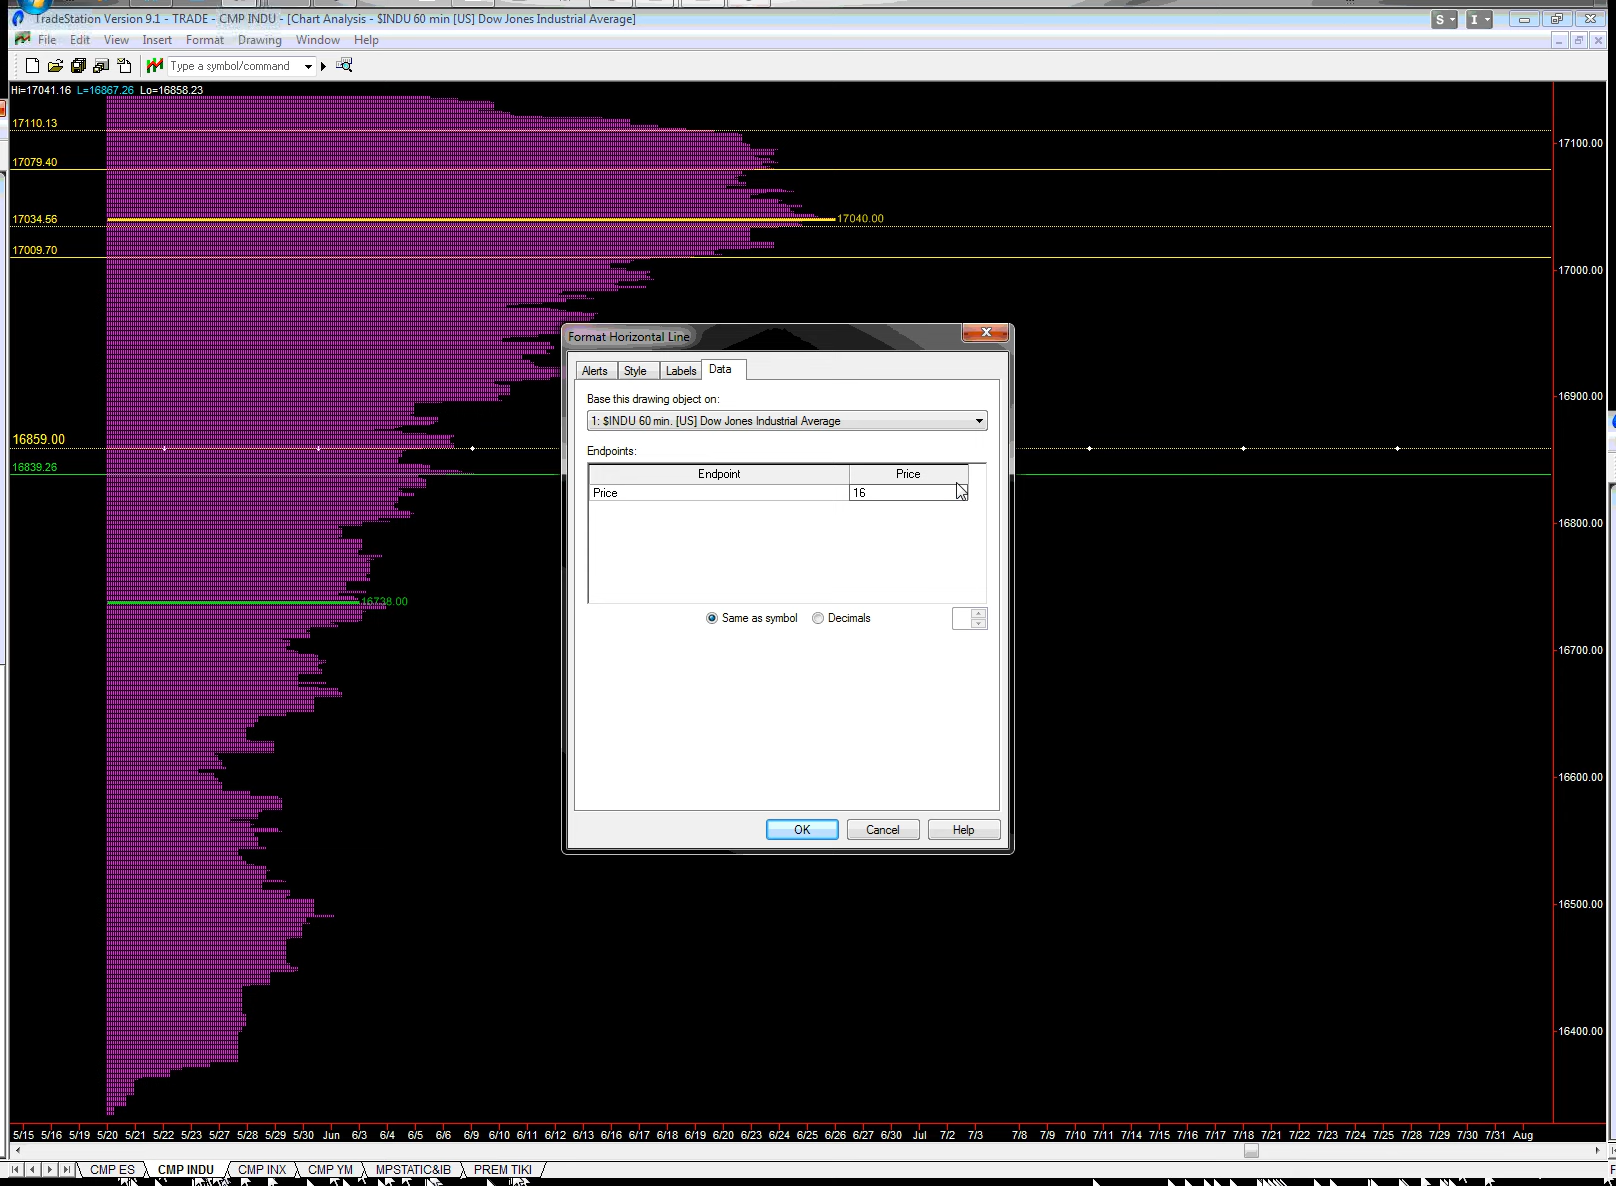 TradeStation Version 9.1 - TRADE - CMP INDU - [Chart Analysis - $INDU 60 min [US] Dow Jones Industrial Average]
S I
File Edit View Insert Format Drawing Window Help
Type a symbol/command
Hi=17041.16 L=16867.26 Lo=16858.23
17110.13
17100.00
17079.40
17034.56
17040.00
17009.70
17000.00
Format Horizontal Line
Alerts Style Labels Data
Base this drawing object on:
16900.00
1: $INDU 60 min. [US] Dow Jones Industrial Average
16859.00
Endpoints:
16839.26
Endpoint Price
Price 16
16800.00
16738.00
Same as symbol Decimals
16700.00
16600.00
OK Cancel Help
16500.00
16400.00
5/15 5/16 5/19 5/20 5/21 5/22 5/23 5/27 5/28 5/29 5/30 Jun 6/3 6/4 6/5 6/6 6/9 6/10 6/11 6/12 6/13 6/16 6/17 6/18 6/19 6/20 6/23 6/24 6/25 6/26 6/27 6/30 Jul 7/2 7/3 7/8 7/9 7/10 7/11 7/14 7/15 7/16 7/17 7/18 7/21 7/22 7/23 7/24 7/25 7/28 7/29 7/30 7/31 Aug
CMP ES CMP INDU CMP INX CMP YM MPSTATIC&IB PREM TIKI